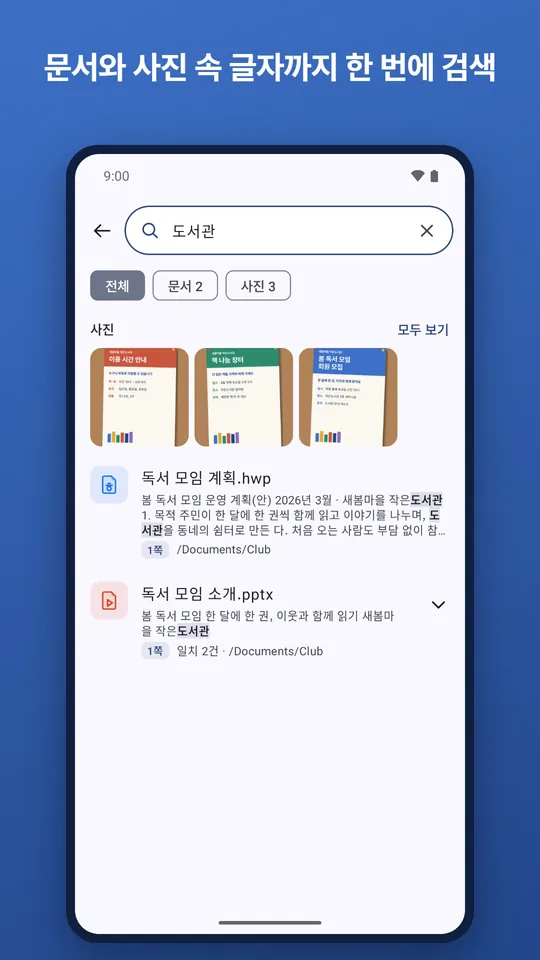 문서와 사진 속 글자까지 한 번에 검색
9:00
도서관
전체
문서 2
사진 3
사진
모두 보기
이용 시간 안내
책 나눔 장터
봄 독서 모임
회원 모집
독서 모임 계획.hwp
봄 독서 모임 운영 계획(안) 2026년 3월 · 새봄마을 작은도서관
1. 목적 주민이 한 달에 한 권씩 함께 읽고 이야기를 나누며, 도
서관을 동네의 쉼터로 만든 다. 처음 오는 사람도 부담 없이 참…
1쪽
/Documents/Club
독서 모임 소개.pptx
봄 독서 모임 한 달에 한 권, 이웃과 함께 읽기 새봄마
을 작은도서관
1쪽
일치 2건 · /Documents/Club